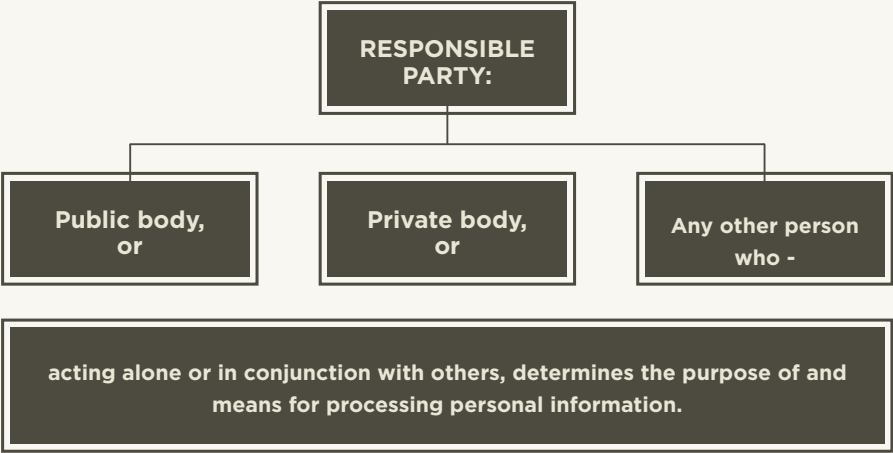 RESPONSIBLE
PARTY:
Public body,
or
Private body,
or
Any other person
who -
acting alone or in conjunction with others, determines the purpose of and
means for processing personal information.